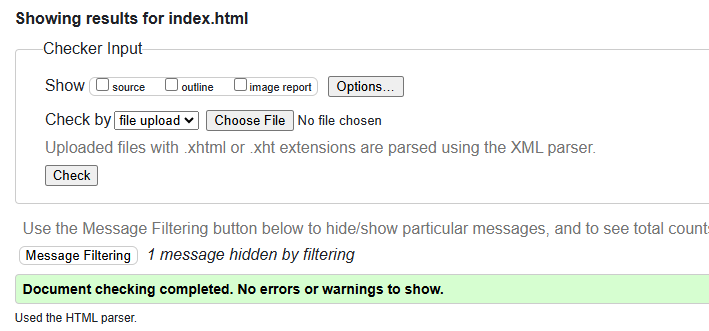 Showing results for index.html
Checker Input
Show source outline image report Options...
Check by file upload Choose File No file chosen
Uploaded files with .xhtml or .xht extensions are parsed using the XML parser.
Check
Use the Message Filtering button below to hide/show particular messages, and to see total counts
Message Filtering 1 message hidden by filtering
Document checking completed. No errors or warnings to show.
Used the HTML parser.